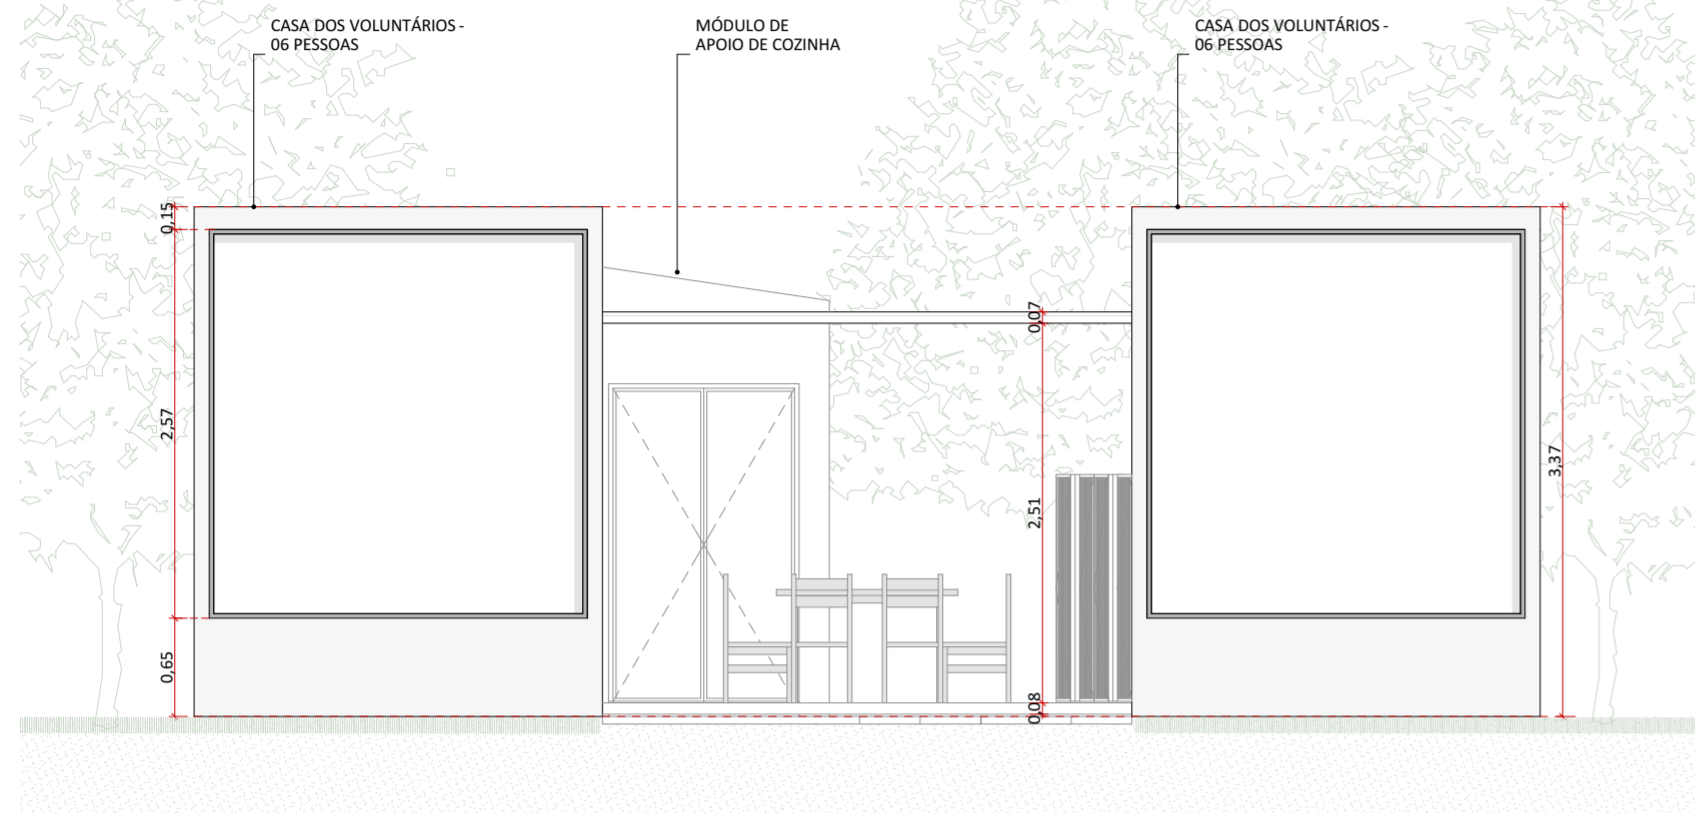 CASA DOS VOLUNTÁRIOS -
06 PESSOAS
MÓDULO DE
APOIO DE COZINHA
CASA DOS VOLUNTÁRIOS -
06 PESSOAS
0,15
2,57
0,65
0,07
2,51
0,08
3,37